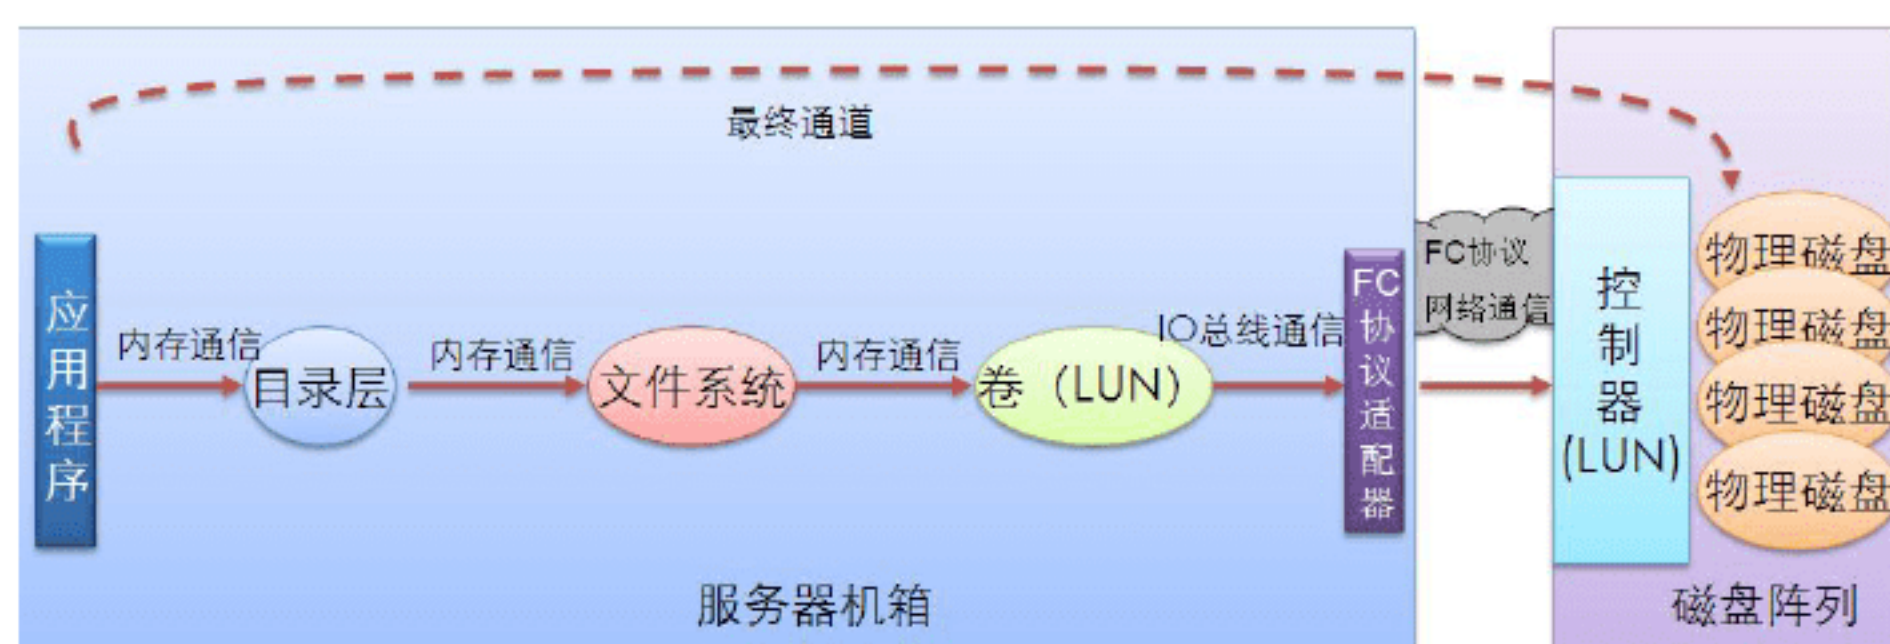 最终通道
应用程序
内存通信
目录层
内存通信
文件系统
内存通信
卷（LUN）
IO总线通信
FC协议适配器
FC协议
网络通信
控制器
(LUN)
物理磁盘
物理磁盘
物理磁盘
物理磁盘
服务器机箱
磁盘阵列